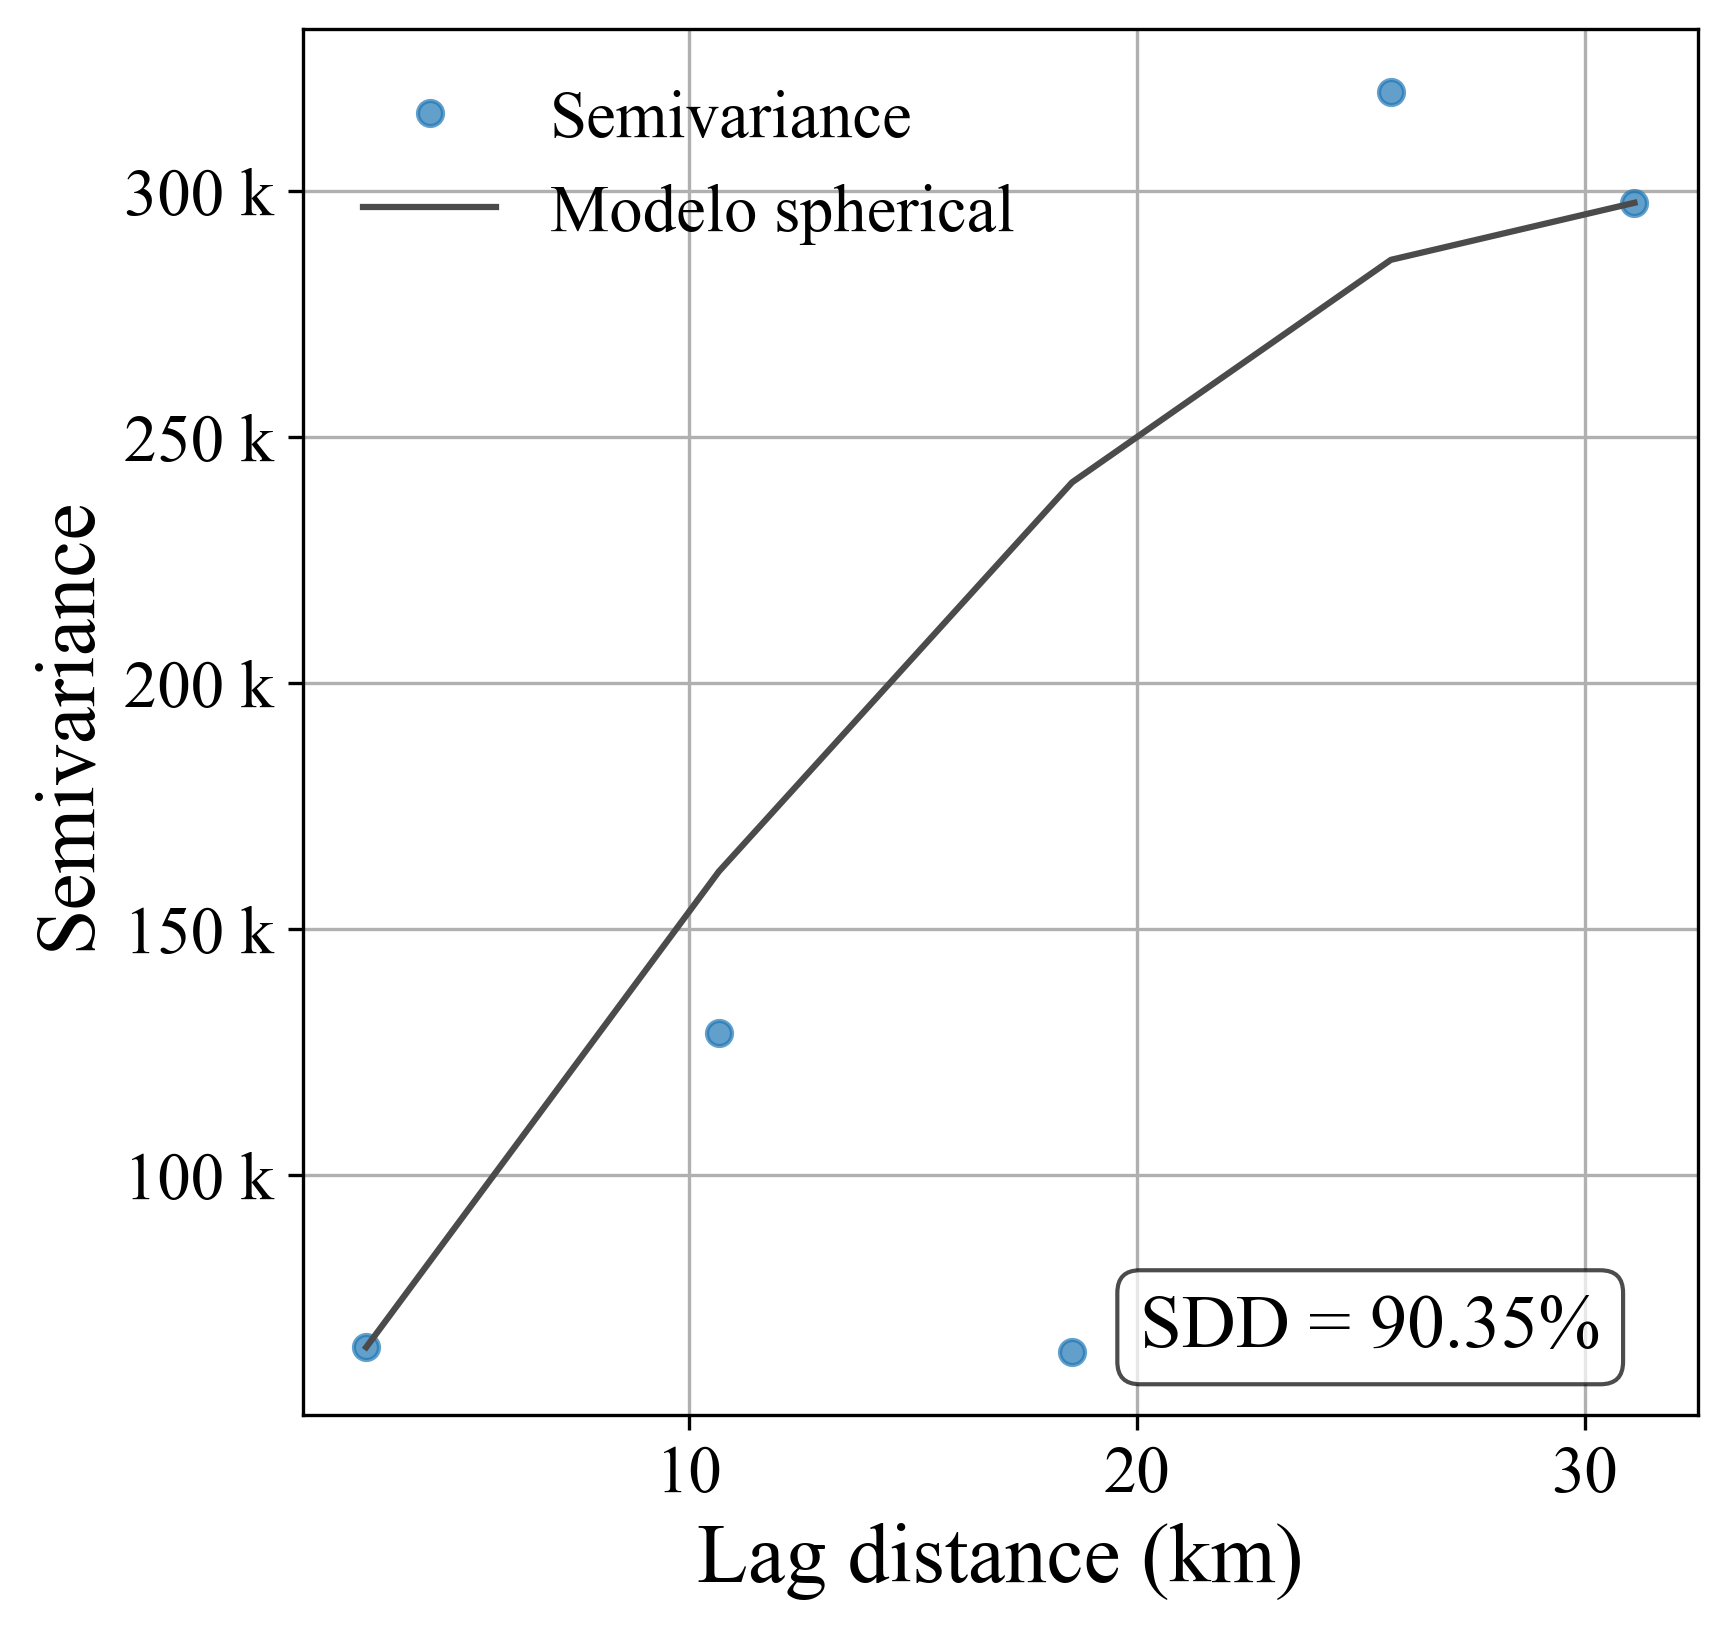 Semivariance
Modelo spherical
300 k
250 k
200 k
150 k
100 k
Semivariance
SDD = 90.35%
10
20
30
Lag distance (km)